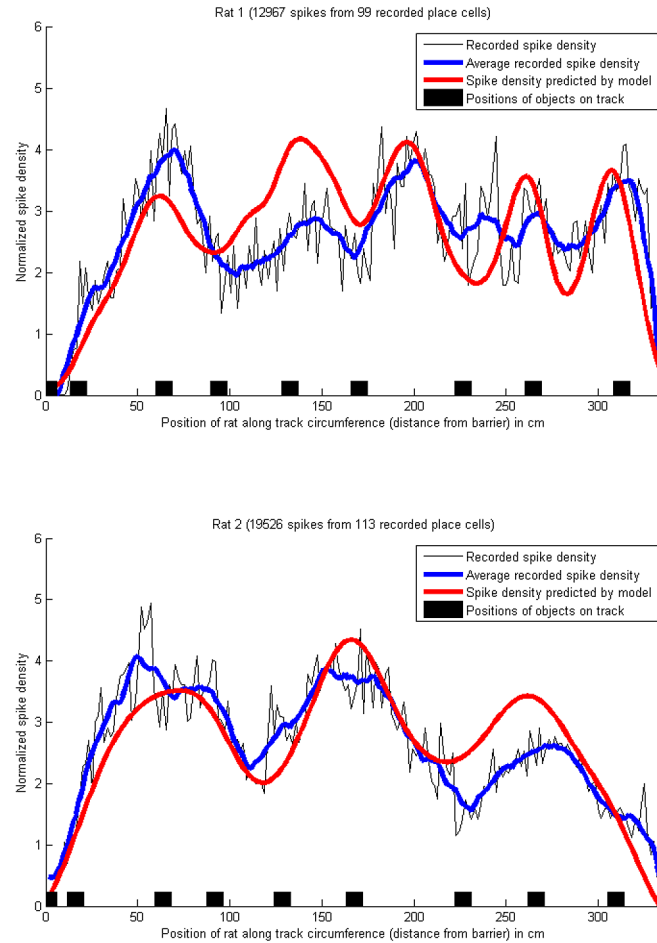 Rat 1 (12967 spikes from 99 recorded place cells)
6
5
4
3
2
1
0
Normalized spike density
Recorded spike density
Average recorded spike density
Spike density predicted by model
Positions of objects on track
0 50 100 150 200 250 300
Position of rat along track circumference (distance from barrier) in cm
Rat 2 (19526 spikes from 113 recorded place cells)
6
5
4
3
2
1
0
Normalized spike density
Recorded spike density
Average recorded spike density
Spike density predicted by model
Positions of objects on track
0 50 100 150 200 250 300
Position of rat along track circumference (distance from barrier) in cm